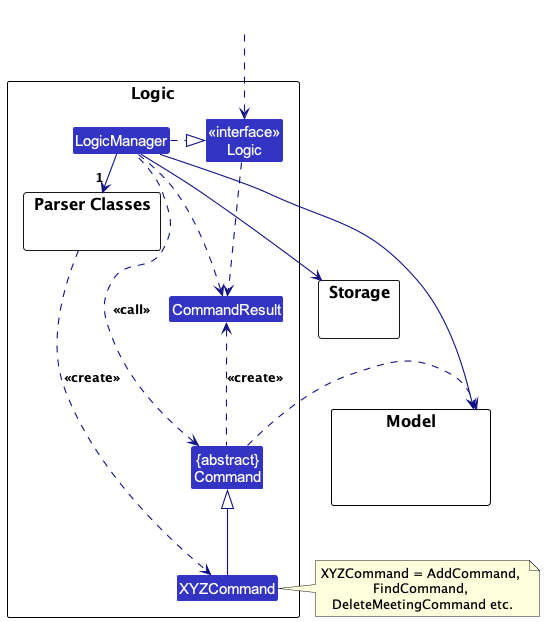 Logic
LogicManager
«interface»
Logic
1
Parser Classes
Storage
CommandResult
«call»
«create»
«create»
Model
{abstract}
Command
XYZCommand
XYZCommand = AddCommand,
FindCommand,
DeleteMeetingCommand etc.